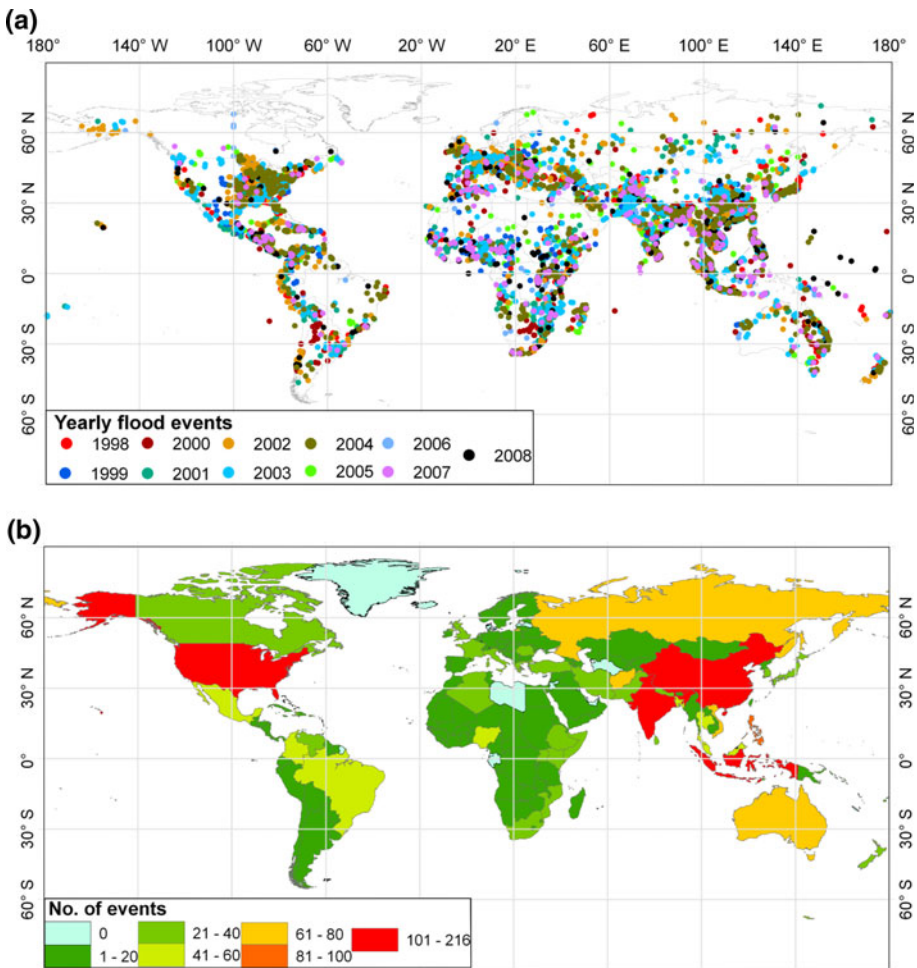 (a)
180° 140° W 100° W 60° W 20° W 20 E 60° E 100° E 140° E 180°
60° N
30° N
0°
30° S
60° S
60° N
30° N
0°
30° S
60° S
Yearly flood events
1998 2000 2002 2004 2006 2008
1999 2001 2003 2005 2007
(b)
60° N
30° N
0°
30° S
60° S
60° N
30° N
0°
30° S
60° S
No. of events
0 21 - 40 61 - 80 101 - 216
1 - 20 41 - 60 81 - 100